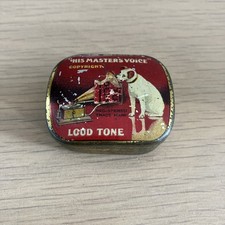 "HIS MASTER'S VOICE"
COPYRIGHT.
LOUD TONE